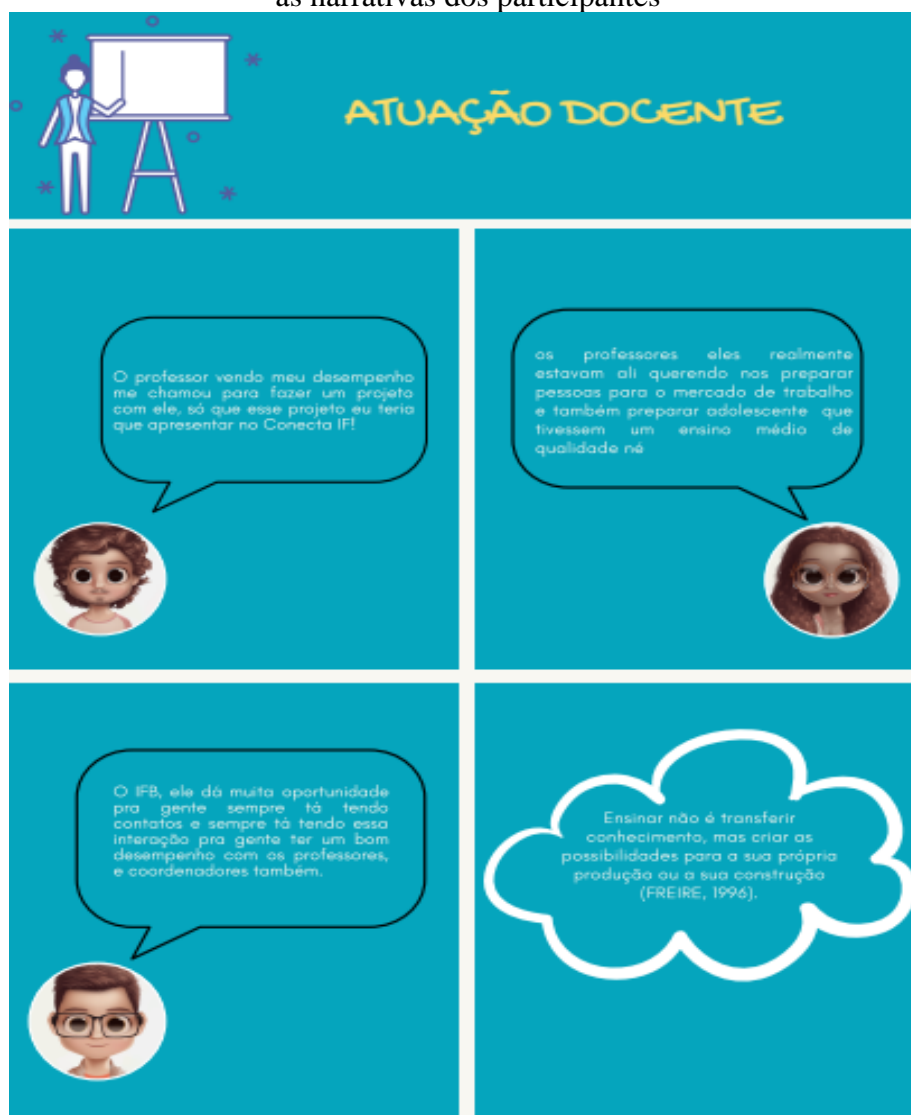 as narrativas dos participantes
ATUAÇÃO DOCENTE
O professor vendo meu desempenho
me chamou para fazer um projeto
com ele, só que esse projeto eu teria
que apresentar no Conecta IF!
os professores eles realmente
estavam ali querendo nos preparar
pessoas para o mercado de trabalho
e também preparar adolescente que
tivessem um ensino médio de
qualidade né
O IFB, ele dá muita oportunidade
pra gente sempre tá tendo
contatos e sempre tá tendo essa
interação pra gente ter um bom
desempenho com os professores,
e coordenadores também.
Ensinar não é transferir
conhecimento, mas criar as
possibilidades para a sua própria
produção ou a sua construção
(FREIRE, 1996).